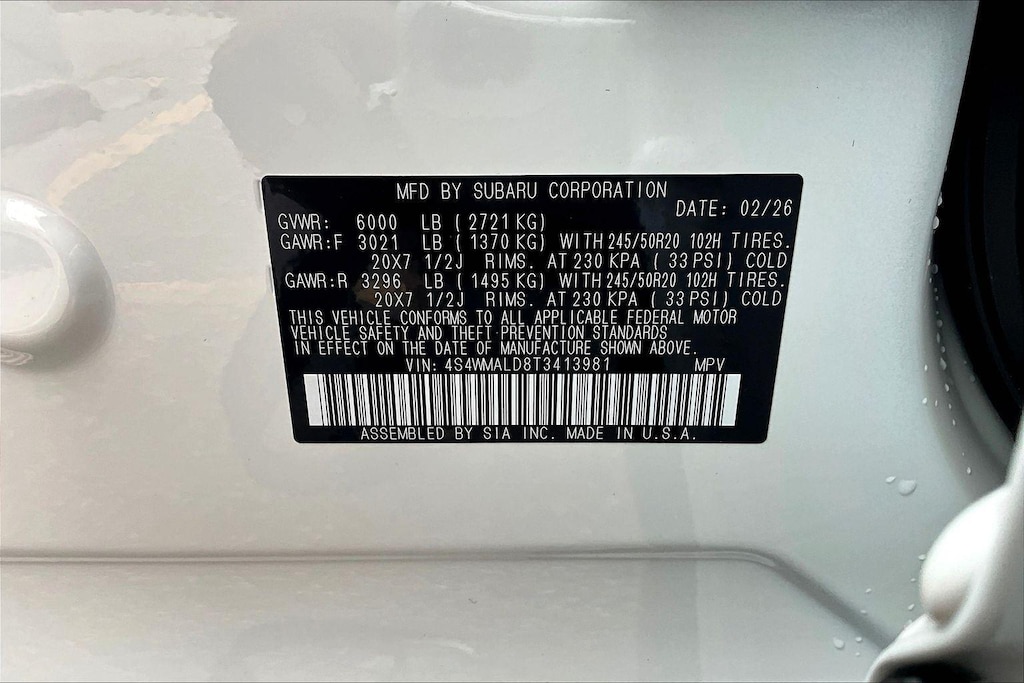 MFD BY SUBARU CORPORATION
DATE: 02/26
GVWR: 6000 LB (2721 KG)
GAWR:F 3021 LB (1370 KG) WITH 245/50R20 102H TIRES.
20X7 1/2J RIMS. AT 230 KPA (33 PSI) COLD
GAWR:R 3296 LB (1495 KG) WITH 245/50R20 102H TIRES.
20X7 1/2J RIMS. AT 230 KPA (33 PSI) COLD
THIS VEHICLE CONFORMS TO ALL APPLICABLE FEDERAL MOTOR
VEHICLE SAFETY AND THEFT PREVENTION STANDARDS
IN EFFECT ON THE DATE OF MANUFACTURE SHOWN ABOVE.
VIN: 4S4WMALD8T3413981 MPV
ASSEMBLED BY SIA INC. MADE IN U.S.A.